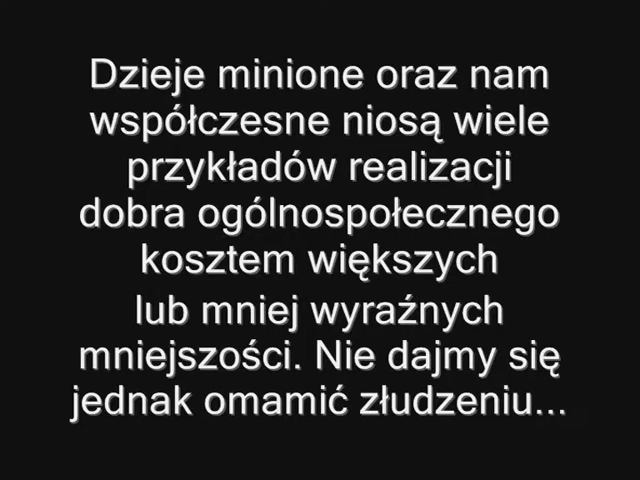 Dzieje minione oraz nam
współczesne niosą wiele
przykładów realizacji
dobra ogólnospołecznego
kosztem większych
lub mniej wyraźnych
mniejszości. Nie dajmy się
jednak omamić złudzeniu...